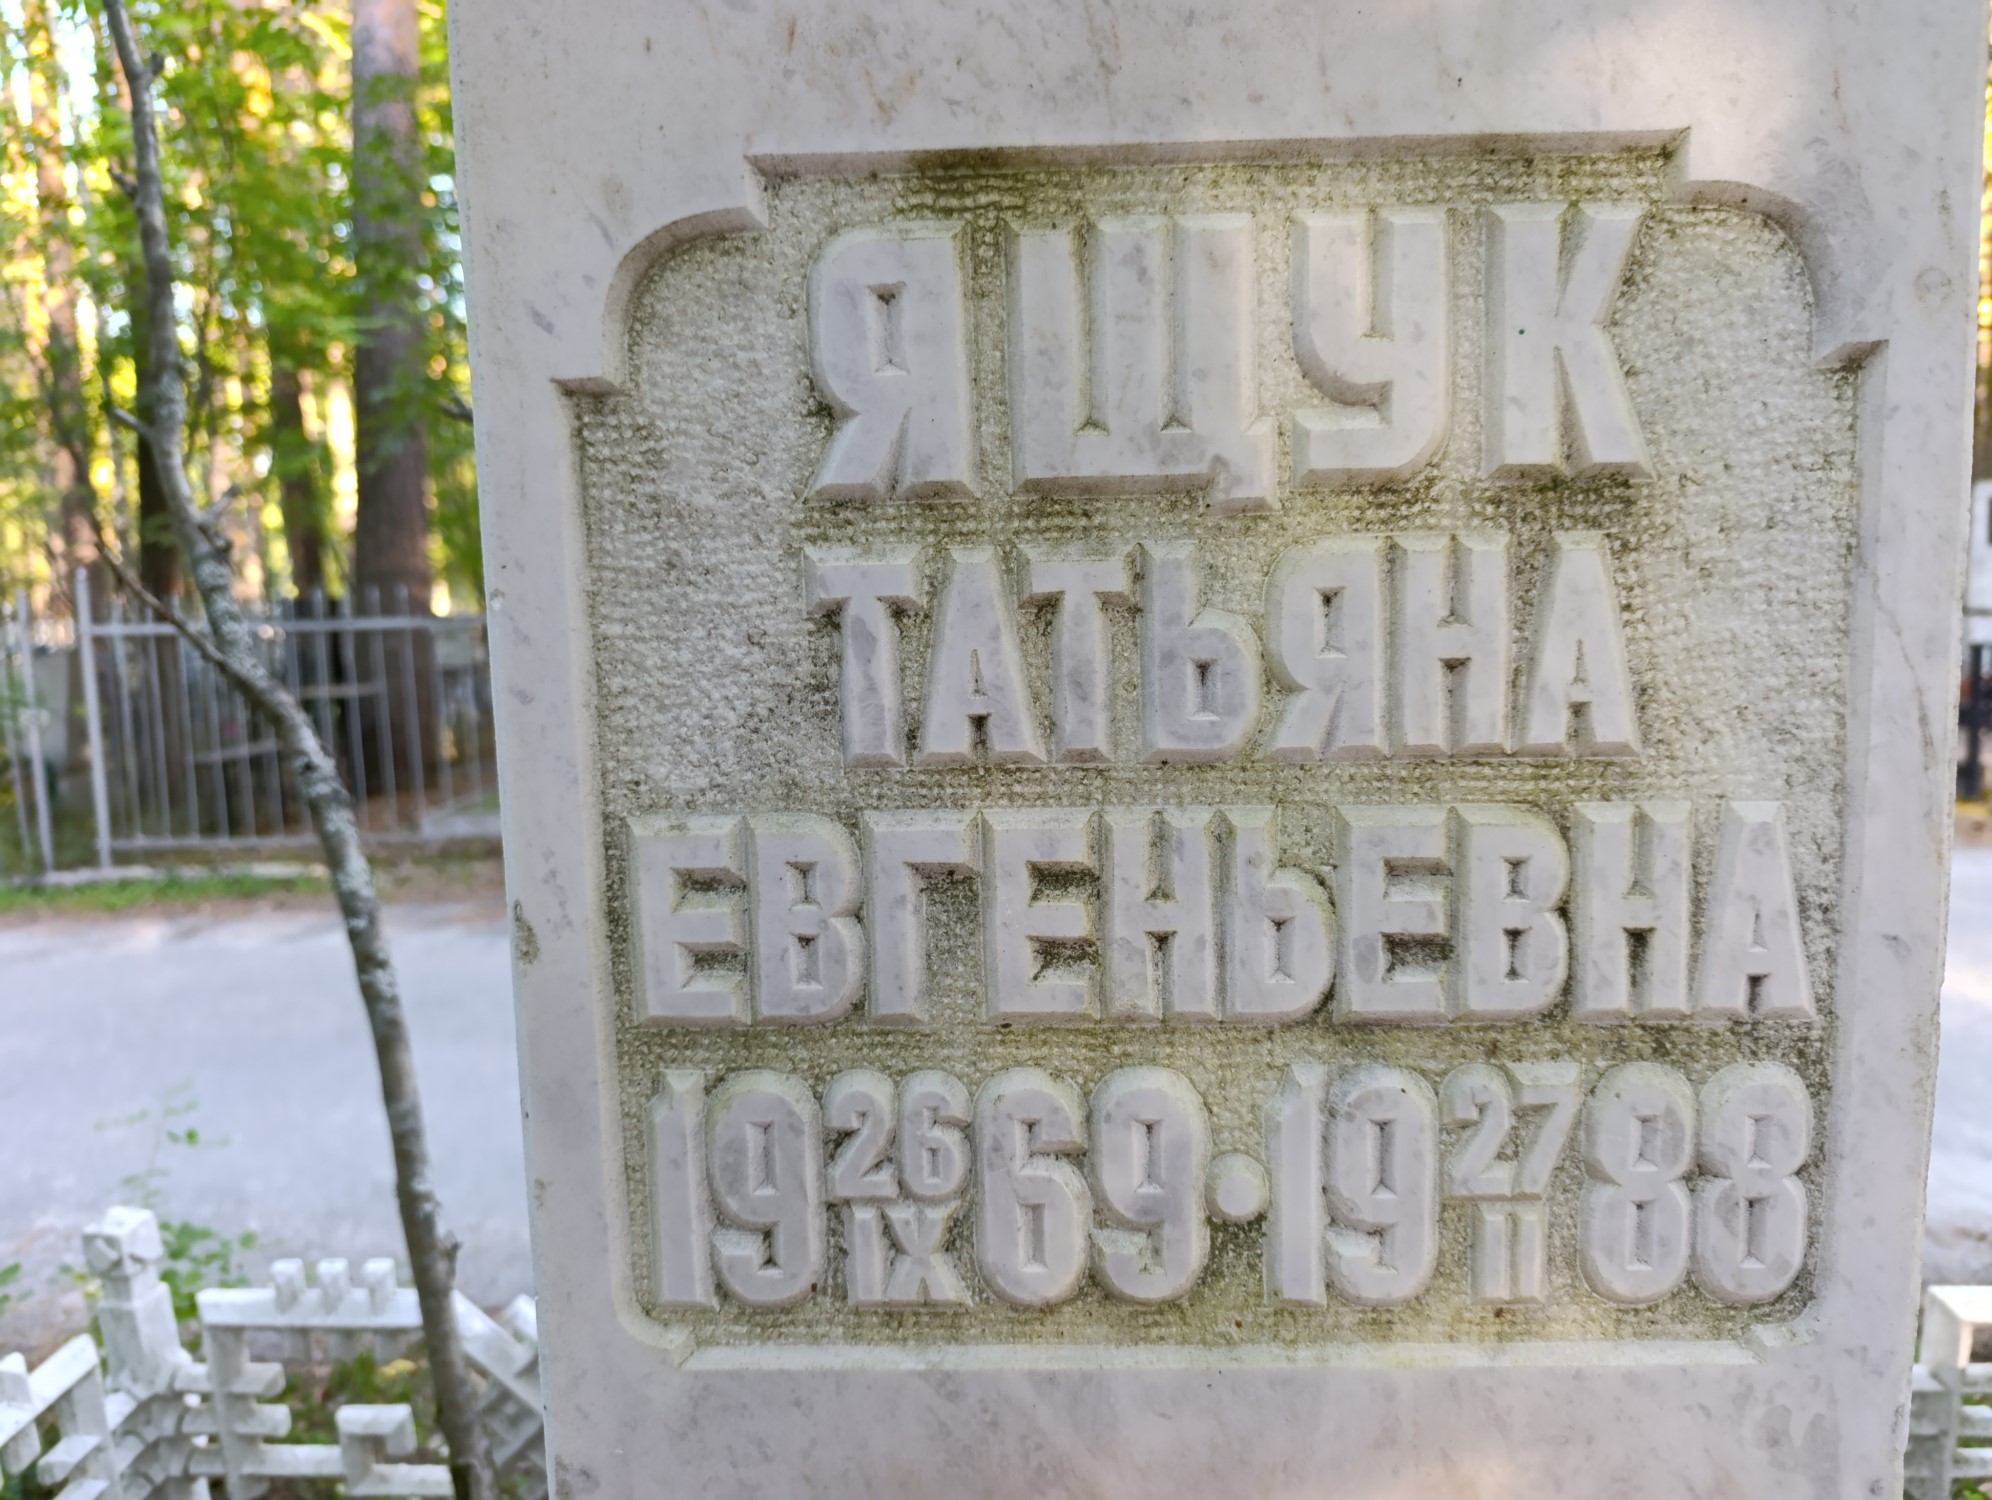 ЯЩУК
ТАТЬЯНА
ЕВГЕНЬЕВНА
19 26/IX 69 • 19 27/II 88